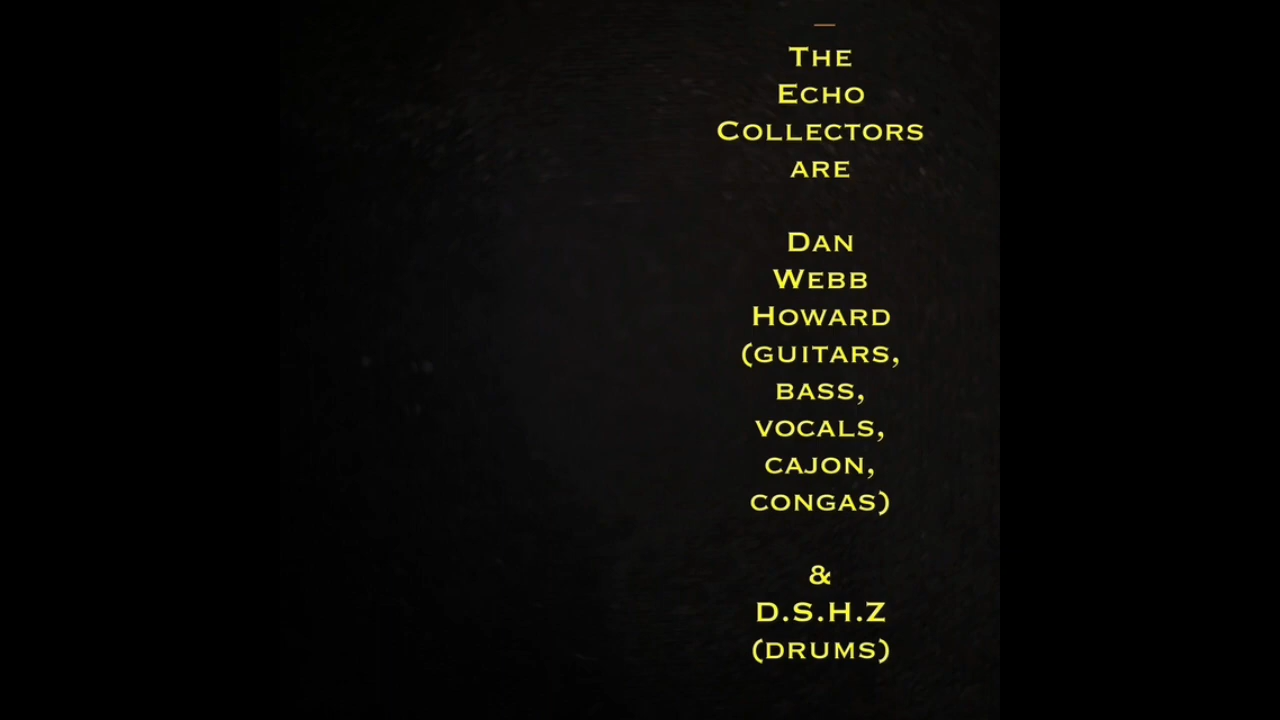 The
Echo
Collectors
are
Dan
Webb
Howard
(guitars,
bass,
vocals,
cajon,
congas)
&
D.S.H.Z
(drums)